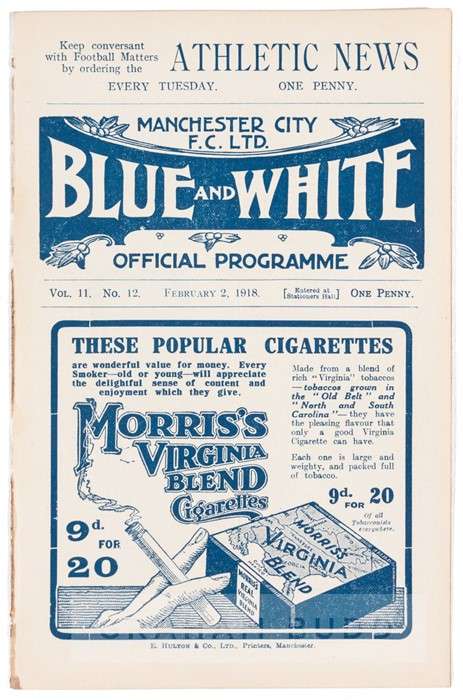 Keep conversant
with Football Matters
by ordering the
ATHLETIC NEWS
EVERY TUESDAY. ONE PENNY.
MANCHESTER CITY
F.C. LTD.
BLUE AND WHITE
OFFICIAL PROGRAMME
VOL. 11. No. 12. FEBRUARY 2, 1918. [Entered at Stationers Hall] ONE PENNY.
THESE POPULAR CIGARETTES
are wonderful value for money. Every
Smoker—old or young—will appreciate
the delightful sense of content and
enjoyment which they give.
Made from a blend of
rich "Virginia" tobaccos
—tobaccos grown in
the "Old Belt" and
"North and South
Carolina"—they have
the pleasing flavour that
only a good Virginia
Cigarette can have.
Each one is large and
weighty, and packed full
of tobacco.
MORRIS'S
VIRGINIA
BLEND
Cigarettes
9d. FOR 20
Of all
Tobacconists
everywhere.
9d.
FOR
20
MORRIS'S
VIRGINIA
BLEND
REAL
VIRGINIA
BLEND
E. HULTON & Co., LTD., Printers, Manchester.